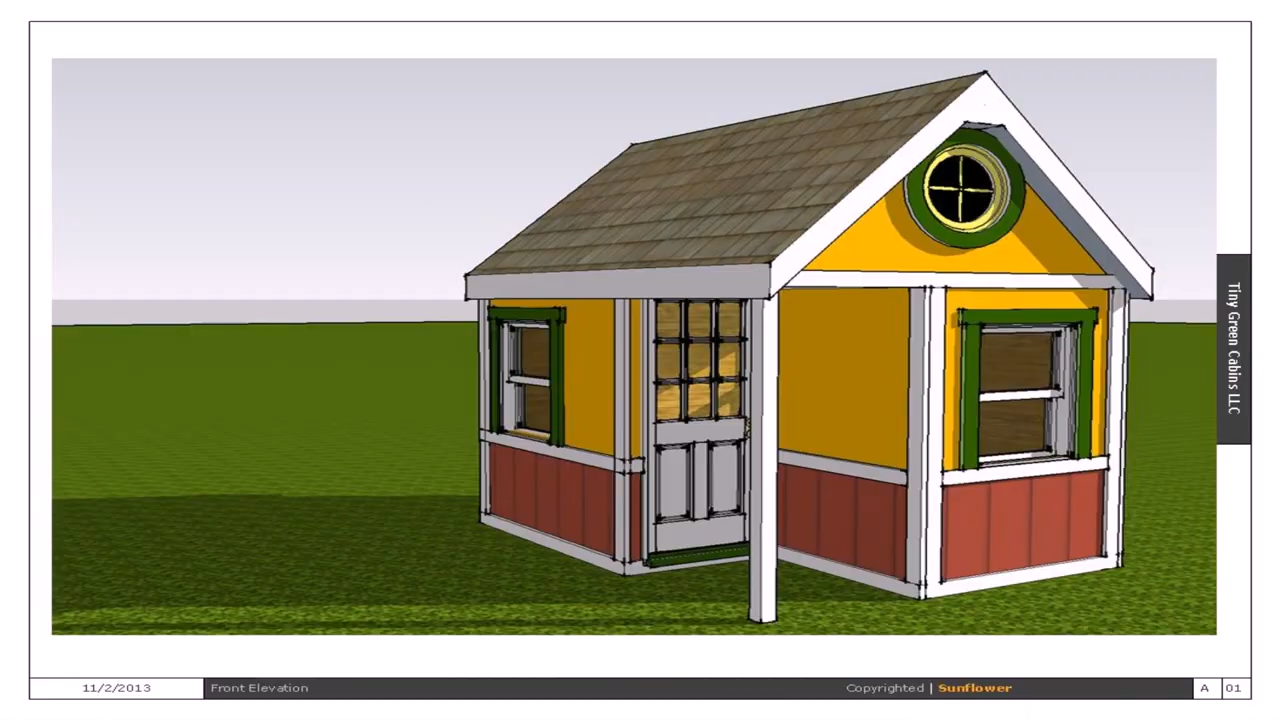 Tiny Green Cabins LLC
11/2/2013
Front Elevation
Copyrighted | Sunflower
A 01